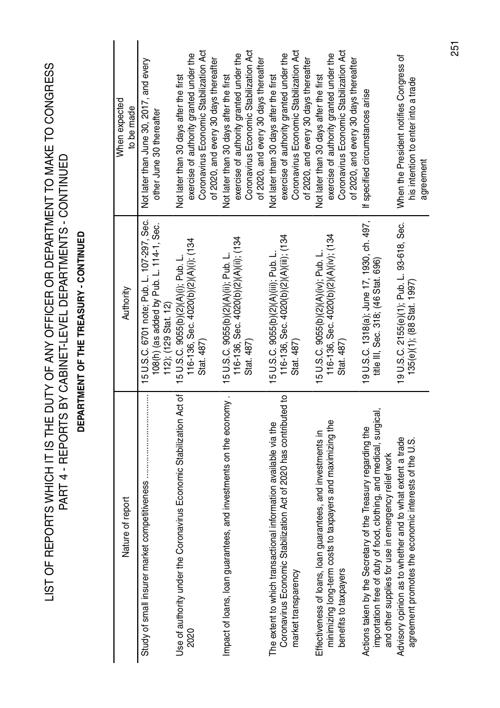 LIST OF REPORTS WHICH IT IS THE DUTY OF ANY OFFICER OR DEPARTMENT TO MAKE TO CONGRESS
PART 4 - REPORTS BY CABINET-LEVEL DEPARTMENTS - CONTINUED
DEPARTMENT OF THE TREASURY - CONTINUED
Nature of report
Authority
When expected
to be made
Study of small insurer market competitiveness ..............................
15 U.S.C. 6701 note; Pub. L. 107-297, Sec.
108(h) (as added by Pub. L. 114-1, Sec.
112); (129 Stat. 12)
Not later than June 30, 2017, and every
other June 30 thereafter
Use of authority under the Coronavirus Economic Stabilization Act of
2020
15 U.S.C. 9055(b)(2)(A)(i); Pub. L.
116-136, Sec. 4020(b)(2)(A)(i); (134
Stat. 487)
Not later than 30 days after the first
exercise of authority granted under the
Coronavirus Economic Stabilization Act
of 2020, and every 30 days thereafter
Impact of loans, loan guarantees, and investments on the economy .
15 U.S.C. 9055(b)(2)(A)(ii); Pub. L.
116-136, Sec. 4020(b)(2)(A)(ii); (134
Stat. 487)
Not later than 30 days after the first
exercise of authority granted under the
Coronavirus Economic Stabilization Act
of 2020, and every 30 days thereafter
The extent to which transactional information available via the
Coronavirus Economic Stabilization Act of 2020 has contributed to
market transparency
15 U.S.C. 9055(b)(2)(A)(iii); Pub. L.
116-136, Sec. 4020(b)(2)(A)(iii); (134
Stat. 487)
Not later than 30 days after the first
exercise of authority granted under the
Coronavirus Economic Stabilization Act
of 2020, and every 30 days thereafter
Effectiveness of loans, loan guarantees, and investments in
minimizing long-term costs to taxpayers and maximizing the
benefits to taxpayers
15 U.S.C. 9055(b)(2)(A)(iv); Pub. L.
116-136, Sec. 4020(b)(2)(A)(iv); (134
Stat. 487)
Not later than 30 days after the first
exercise of authority granted under the
Coronavirus Economic Stabilization Act
of 2020, and every 30 days thereafter
Actions taken by the Secretary of the Treasury regarding the
importation free of duty of food, clothing, and medical, surgical,
and other supplies for use in emergency relief work
19 U.S.C. 1318(a); June 17, 1930, ch. 497,
title III, Sec. 318; (46 Stat. 696)
If specified circumstances arise
Advisory opinion as to whether and to what extent a trade
agreement promotes the economic interests of the U.S.
19 U.S.C. 2155(e)(1); Pub. L. 93-618, Sec.
135(e)(1); (88 Stat. 1997)
When the President notifies Congress of
his intention to enter into a trade
agreement
251